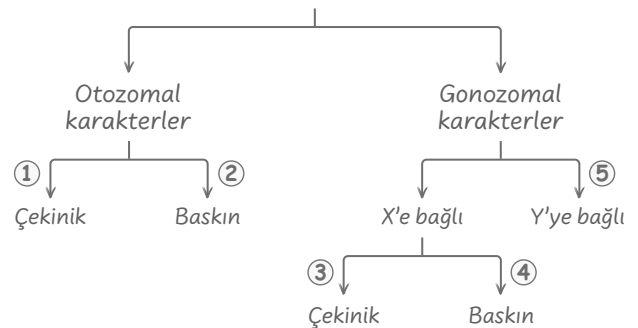 Otozomal
karakterler
Gonozomal
karakterler
① ② ⑤
Çekinik Baskın X'e bağlı Y'ye bağlı
③ ④
Çekinik Baskın